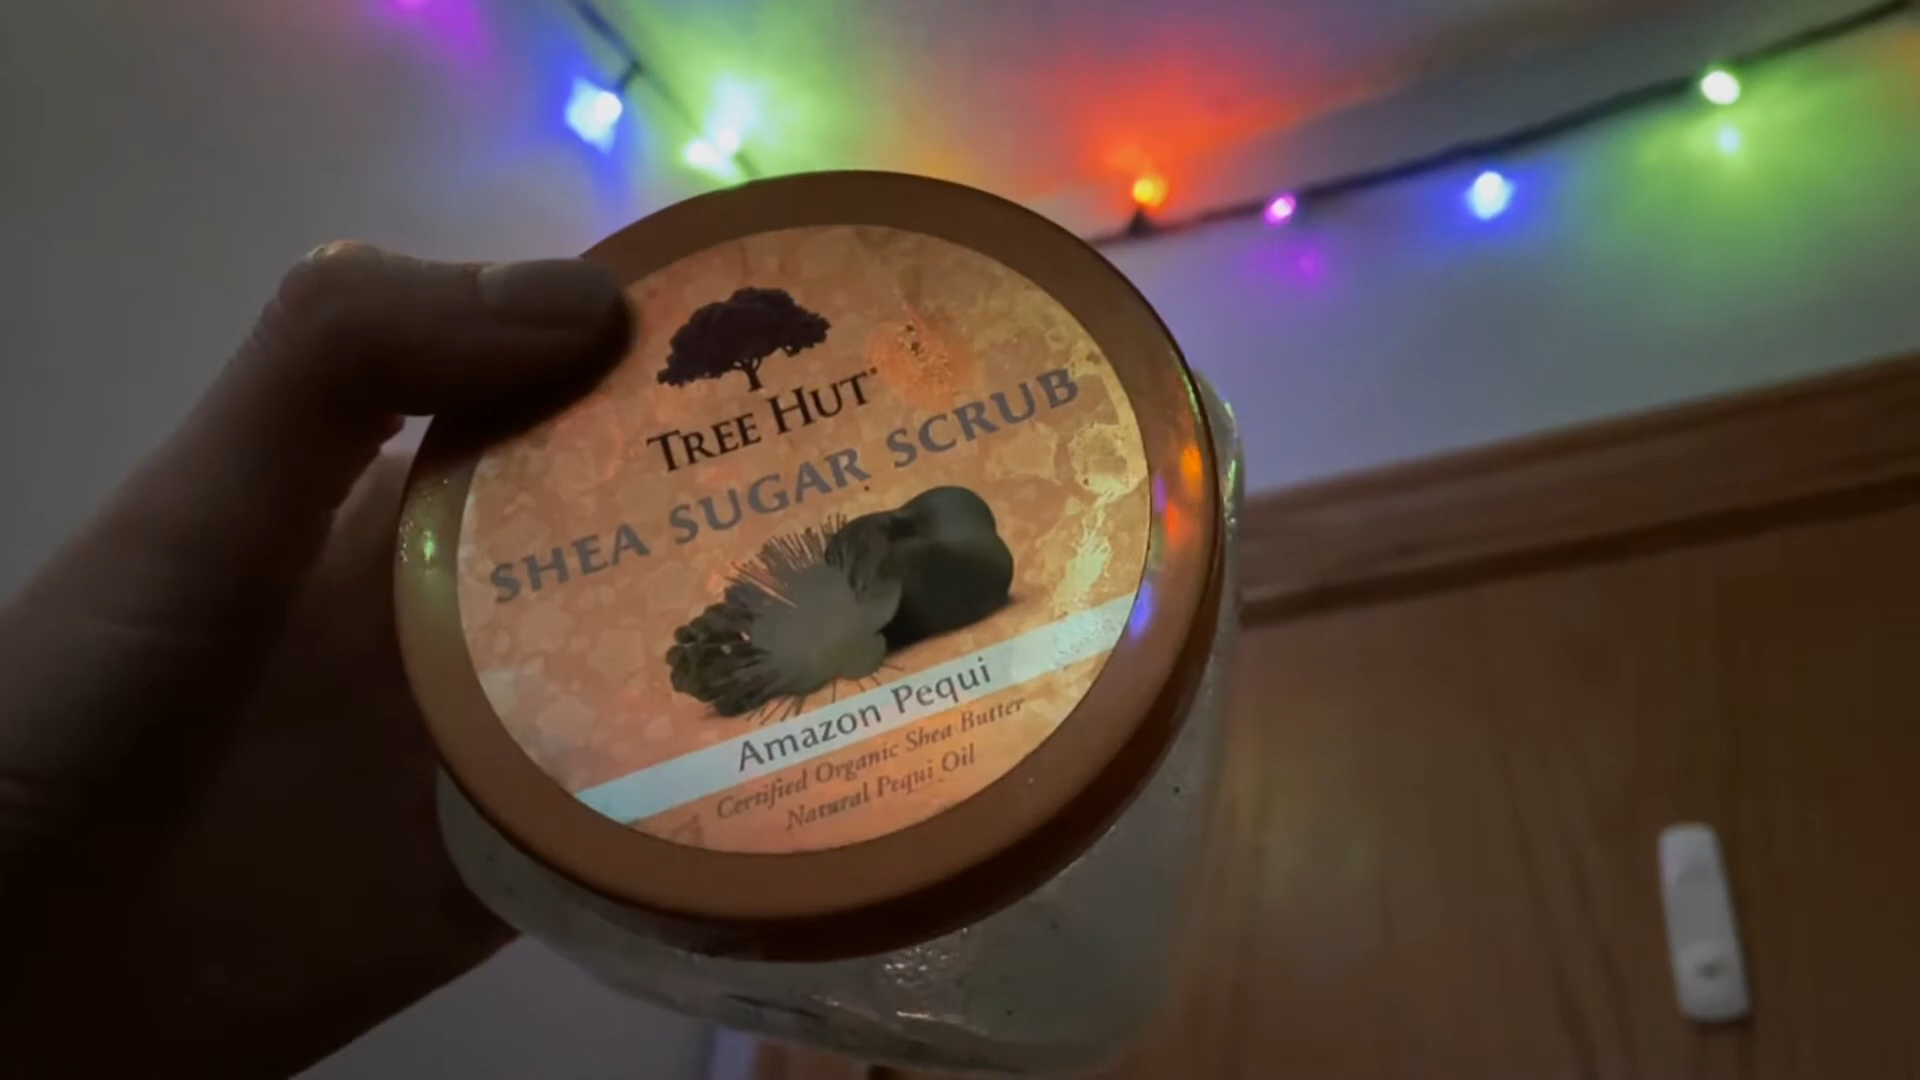 TREE HUT
SHEA SUGAR SCRUB
Amazon Pequi
Certified Organic Shea Butter
Natural Pequi Oil